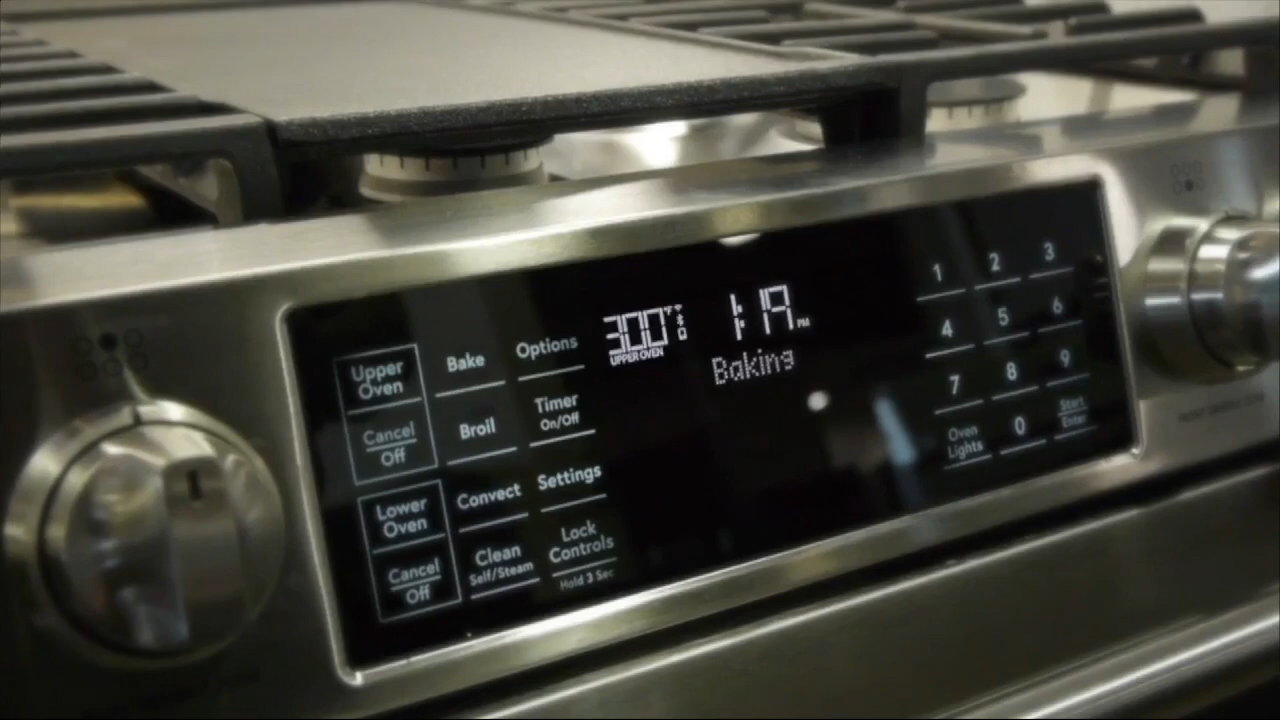 Upper
Oven
Cancel
Off
Lower
Oven
Cancel
Off
Bake
Broil
Convect
Clean
Self/Steam
Options
Timer
On/Off
Settings
Lock
Controls
Hold 3 Sec
300°F
UPPER OVEN
1:19 PM
Baking
1 2 3
4 5 6
7 8 9
Oven
Lights
0
Start
Enter